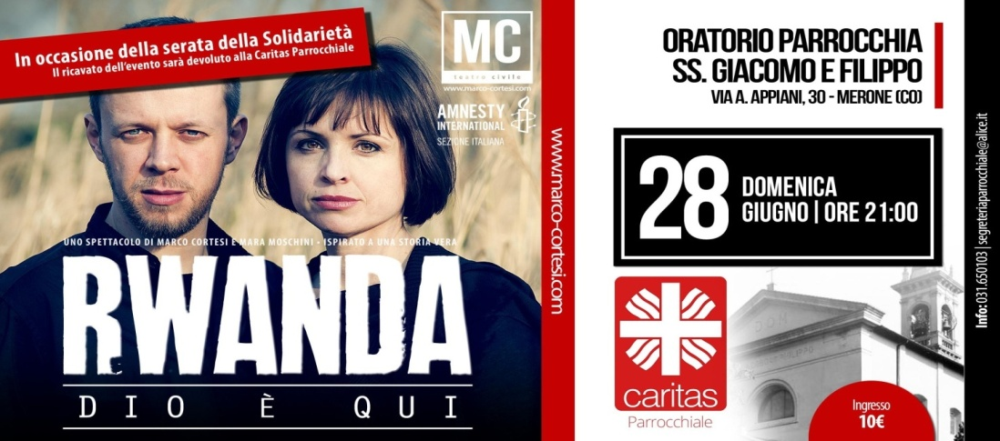 In occasione della serata della Solidarietà
Il ricavato dell'evento sarà devoluto alla Caritas Parrocchiale
MC
teatro civile
www.marco-cortesi.com
AMNESTY
INTERNATIONAL
SEZIONE ITALIANA
UNO SPETTACOLO DI MARCO CORTESI E MARA MOSCHINI • ISPIRATO A UNA STORIA VERA
RWANDA
DIO È QUI
www.marco-cortesi.com
ORATORIO PARROCCHIA
SS. GIACOMO E FILIPPO
VIA A. APPIANI, 30 - MERONE (CO)
28
DOMENICA
GIUGNO | ORE 21:00
caritas
Parrocchiale
Ingresso
10€
Info: 031.650103 | segreteriaparrocchiale@alice.it